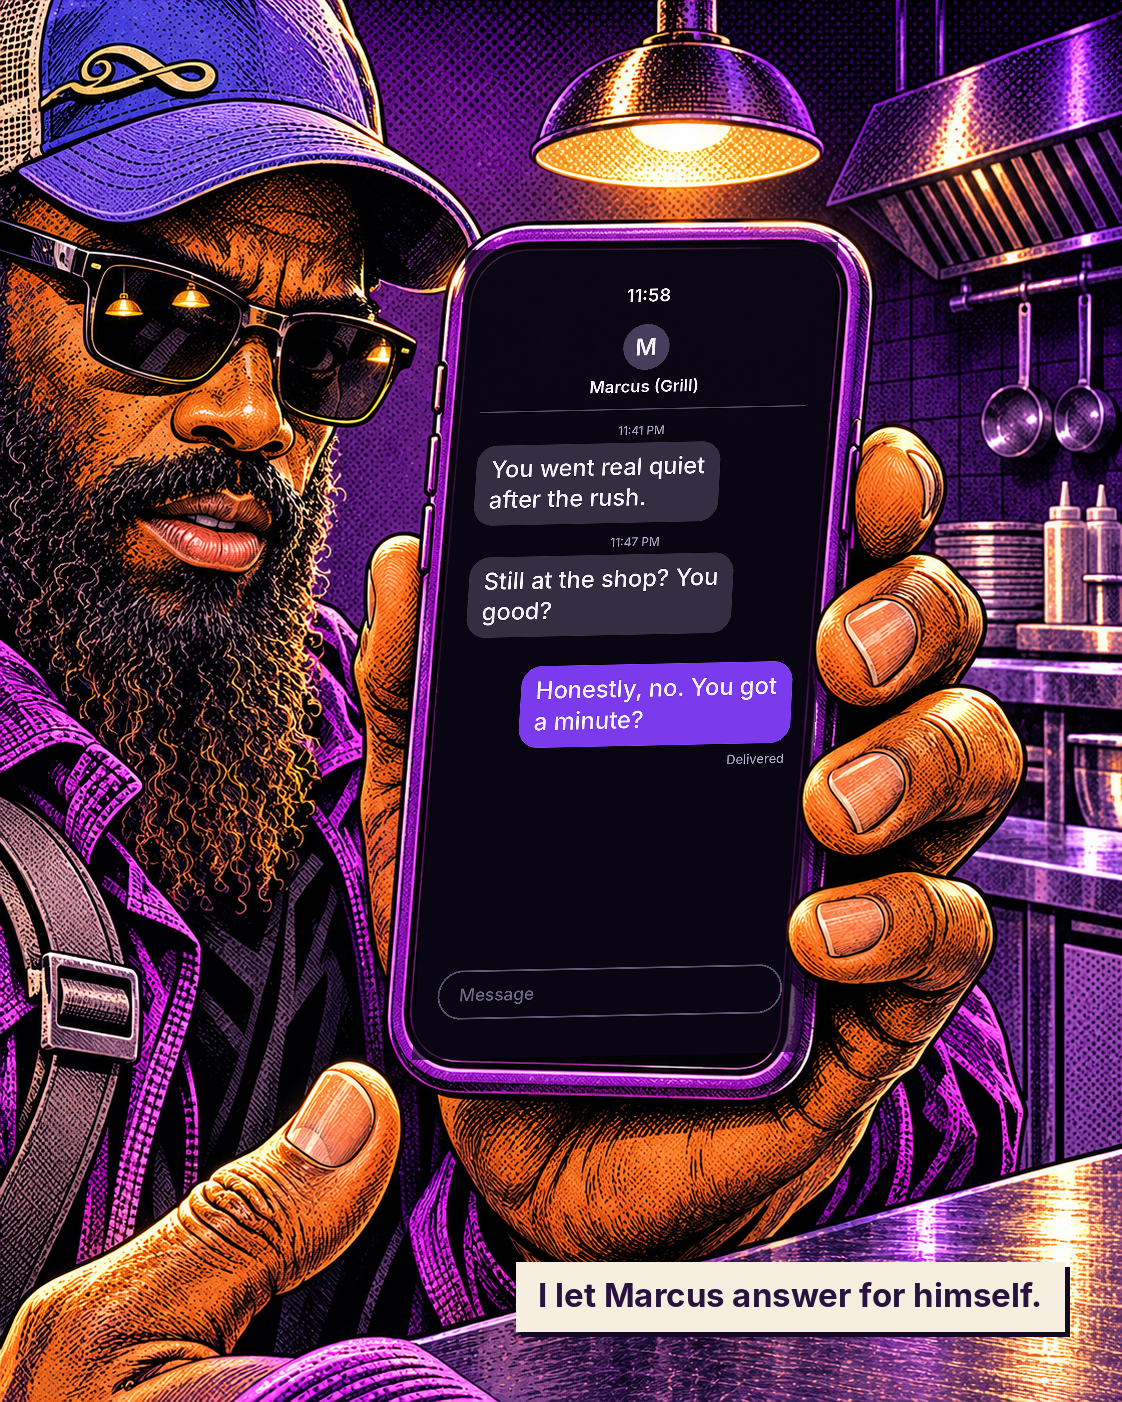 11:58
M
Marcus (Grill)
11:41 PM
You went real quiet
after the rush.
11:47 PM
Still at the shop? You
good?
Honestly, no. You got
a minute?
Delivered
Message
I let Marcus answer for himself.